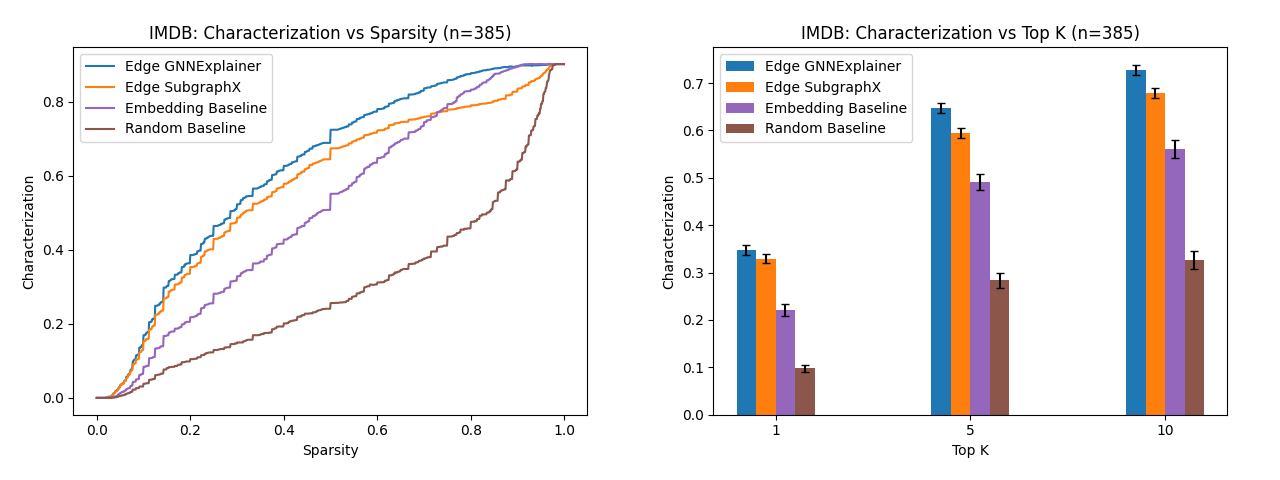 IMDB: Characterization vs Sparsity (n=385)
Edge GNNExplainer
Edge SubgraphX
Embedding Baseline
Random Baseline
Characterization
0.8
0.6
0.4
0.2
0.0
0.0 0.2 0.4 0.6 0.8 1.0
Sparsity
IMDB: Characterization vs Top K (n=385)
Edge GNNExplainer
Edge SubgraphX
Embedding Baseline
Random Baseline
Characterization
0.7
0.6
0.5
0.4
0.3
0.2
0.1
0.0
1 5 10
Top K